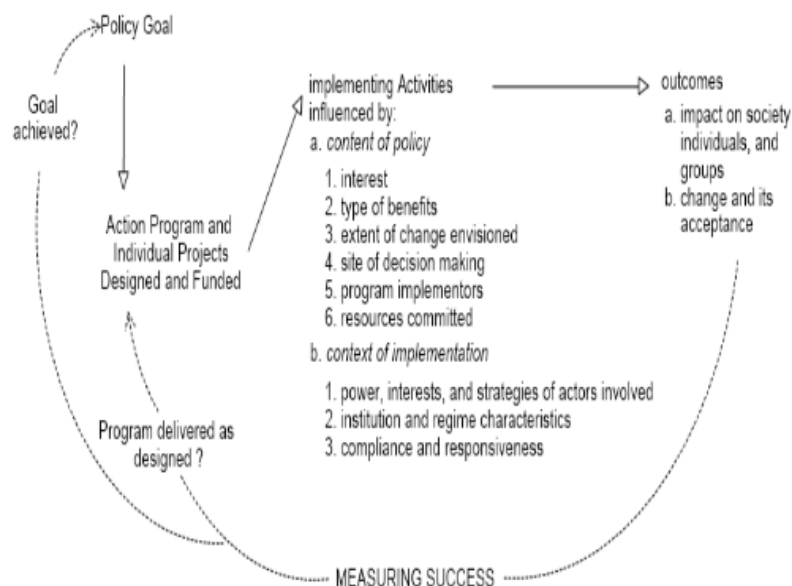 Policy Goal
Goal
achieved?
Action Program and
Individual Projects
Designed and Funded
Program delivered as
designed ?
implementing Activities
influenced by:
a. content of policy
1. interest
2. type of benefits
3. extent of change envisioned
4. site of decision making
5. program implementors
6. resources committed
b. context of implementation
1. power, interests, and strategies of actors involved
2. institution and regime characteristics
3. compliance and responsiveness
outcomes
a. impact on society
individuals, and
groups
b. change and its
acceptance
MEASURING SUCCESS